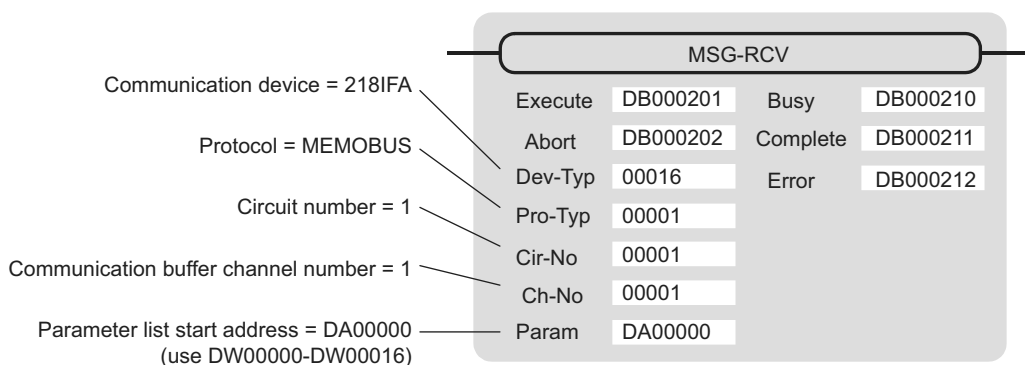 MSG-RCV
Communication device = 218IFA
Execute DB000201 Busy DB000210
Protocol = MEMOBUS
Abort DB000202 Complete DB000211
Dev-Typ 00016 Error DB000212
Circuit number = 1
Pro-Typ 00001
Cir-No 00001
Communication buffer channel number = 1
Ch-No 00001
Parameter list start address = DA00000
(use DW00000-DW00016)
Param DA00000